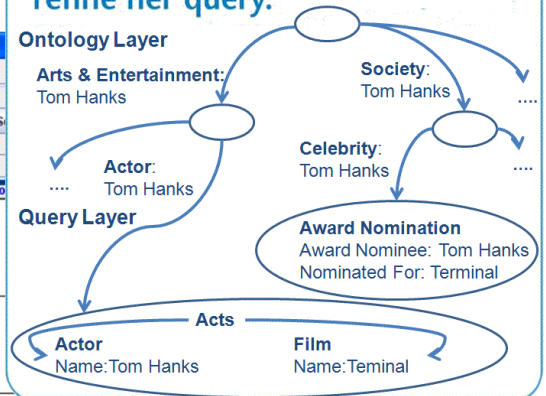 refine her query.
Ontology Layer
Arts & Entertainment:
Tom Hanks
Society:
Tom Hanks
....
....
Actor:
Tom Hanks
Celebrity:
Tom Hanks
....
Query Layer
Award Nomination
Award Nominee: Tom Hanks
Nominated For: Terminal
Acts
Actor
Name:Tom Hanks
Film
Name:Teminal